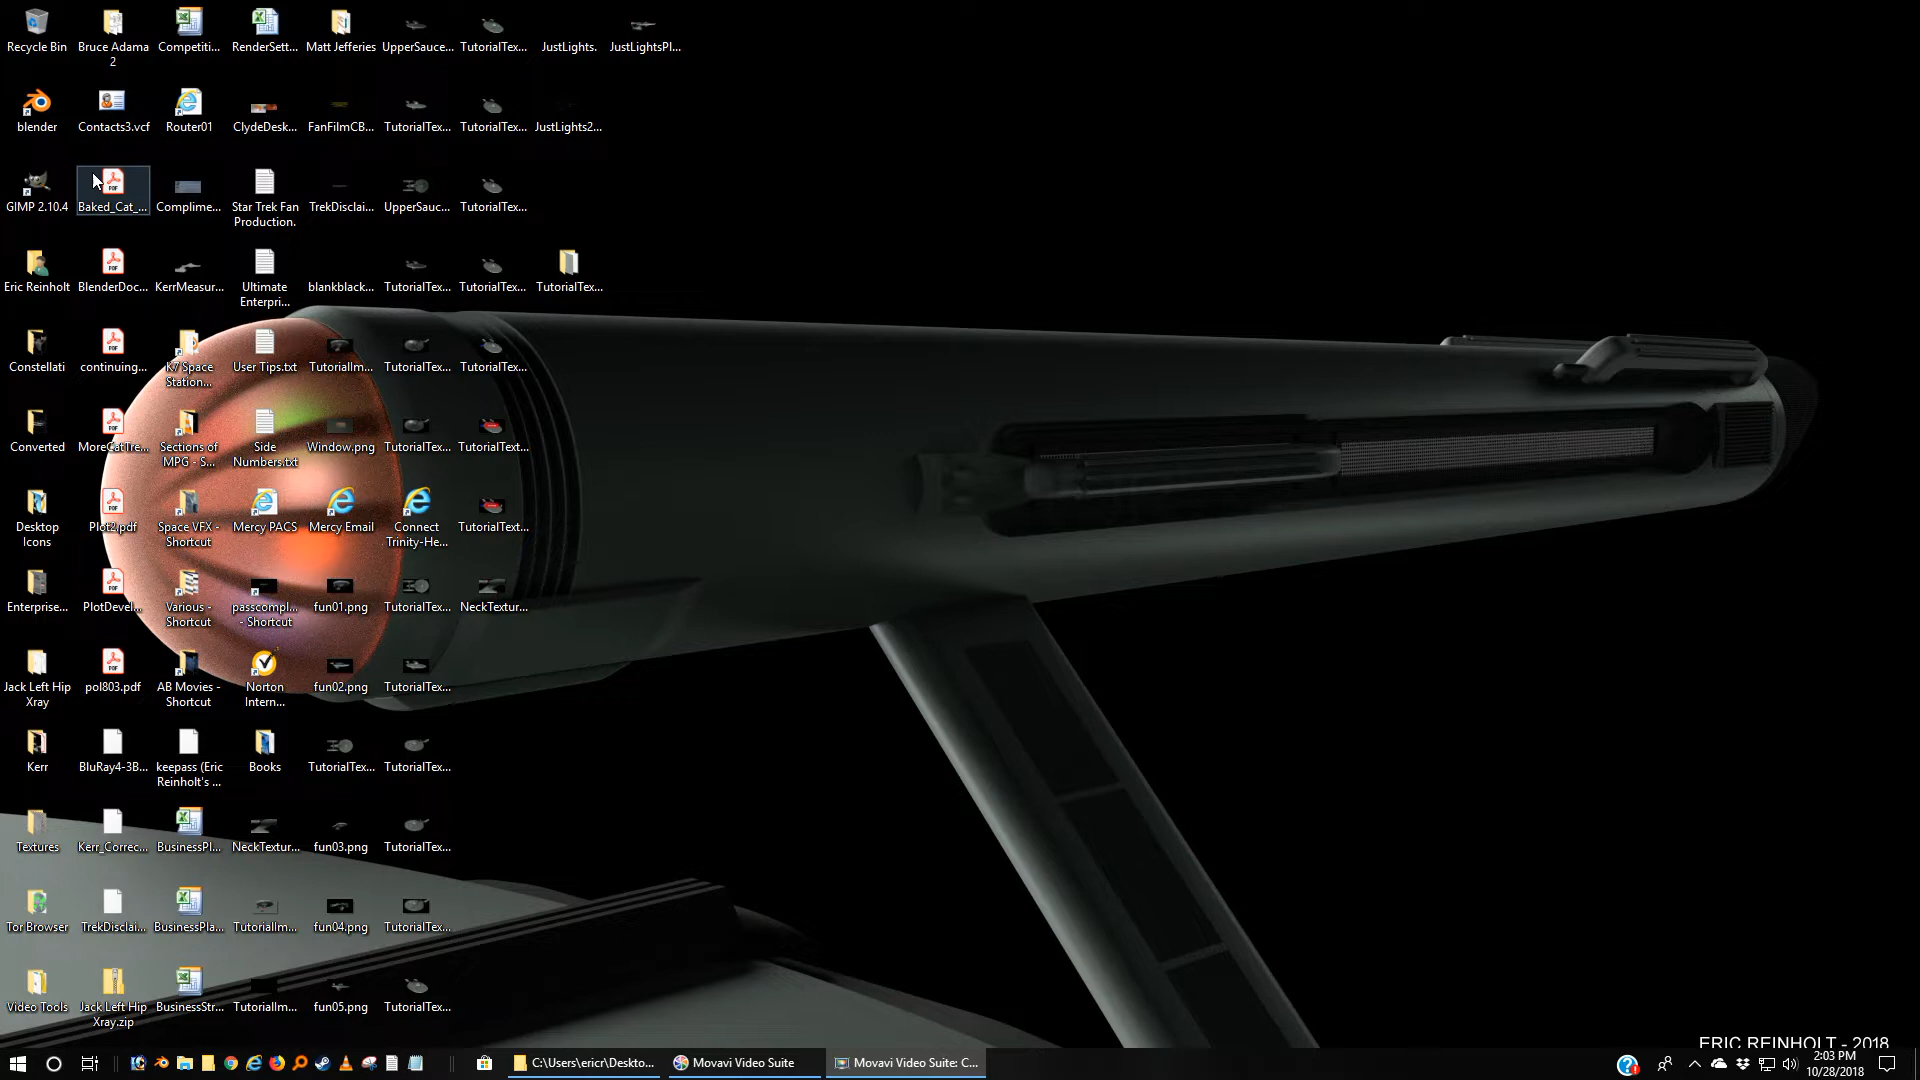 Recycle Bin
Bruce Adama
2
Competiti...
RenderSett...
Matt Jefferies
UpperSauce...
TutorialTex...
JustLights.
JustLightsPl...
blender
Contacts3.vcf
Router01
ClydeDesk...
FanFilmCB...
TutorialTex...
TutorialTex...
JustLights2...
GIMP 2.10.4
Baked_Cat_...
Complime...
Star Trek Fan
Production.
TrekDisclai...
UpperSauc...
TutorialTex...
Eric Reinholt
BlenderDoc...
KerrMeasur...
Ultimate
Enterpri...
blankblack...
TutorialTex...
TutorialTex...
TutorialTex...
Constellati
continuing...
K7 Space
Station...
User Tips.txt
TutorialIm...
TutorialTex...
TutorialTex...
Converted
MoreCatTre...
Sections of
MPG - S...
Side
Numbers.txt
Window.png
TutorialTex...
TutorialText...
Desktop
Icons
Plot2.pdf
Space VFX -
Shortcut
Mercy PACS
Mercy Email
Connect
Trinity-He...
TutorialText...
Enterprise...
PlotDevel...
Various -
Shortcut
passcompl...
- Shortcut
fun01.png
TutorialTex...
NeckTextur...
Jack Left Hip
Xray
pol803.pdf
AB Movies -
Shortcut
Norton
Intern...
fun02.png
TutorialTex...
Kerr
BluRay4-3B...
keepass (Eric
Reinholt's ...
Books
TutorialTex...
TutorialTex...
Textures
Kerr_Correc...
BusinessPl...
NeckTextur...
fun03.png
TutorialTex...
Tor Browser
TrekDisclai...
BusinessPla...
TutorialIm...
fun04.png
TutorialTex...
Video Tools
Jack Left Hip
Xray.zip
BusinessStr...
TutorialIm...
fun05.png
TutorialTex...
ERIC REINHOLT - 2018
C:\Users\ericr\Deskto...
Movavi Video Suite
Movavi Video Suite: C...
2:03 PM
10/28/2018